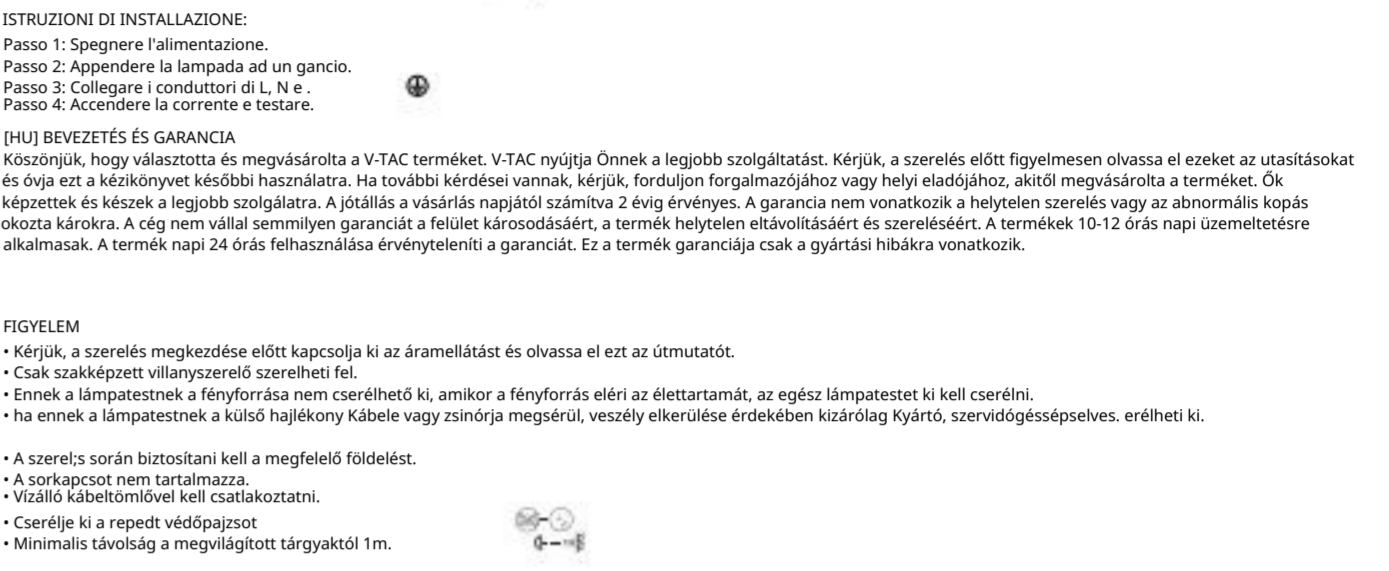 ISTRUZIONI DI INSTALLAZIONE:
Passo 1: Spegnere l'alimentazione.
Passo 2: Appendere la lampada ad un gancio.
Passo 3: Collegare i conduttori di L, N e .
Passo 4: Accendere la corrente e testare.
[HU] BEVEZETÉS ÉS GARANCIA
Köszönjük, hogy választotta és megvásárolta a V-TAC terméket. V-TAC nyújtja Önnek a legjobb szolgáltatást. Kérjük, a szerelés előtt figyelmesen olvassa el ezeket az utasításokat
és óvja ezt a kézikönyvet későbbi használatra. Ha további kérdései vannak, kérjük, forduljon forgalmazójához vagy helyi eladójához, akitől megvásárolta a terméket. Ők
képzettek és készek a legjobb szolgálatra. A jótállás a vásárlás napjától számítva 2 évig érvényes. A garancia nem vonatkozik a helytelen szerelés vagy az abnormális kopás
okozta károkra. A cég nem vállal semmilyen garanciát a felület károsodásáért, a termék helytelen eltávolításáért és szereléséért. A termékek 10-12 órás napi üzemeltetésre
alkalmasak. A termék napi 24 órás felhasználása érvényteleníti a garanciát. Ez a termék garanciája csak a gyártási hibákra vonatkozik.
FIGYELEM
• Kérjük, a szerelés megkezdése előtt kapcsolja ki az áramellátást és olvassa el ezt az útmutatót.
• Csak szakképzett villanyszerelő szerelheti fel.
• Ennek a lámpatestnek a fényforrása nem cserélhető ki, amikor a fényforrás eléri az élettartamát, az egész lámpatestet ki kell cserélni.
• ha ennek a lámpatestnek a külső hajlékony Kábele vagy zsinórja megsérül, veszély elkerülése érdekében kizárólag Kyártó, szervidógéssépselves. erélheti ki.
• A szerel;s során biztosítani kell a megfelelő földelést.
• A sorkapcsot nem tartalmazza.
• Vízálló kábeltömlővel kell csatlakoztatni.
• Cserélje ki a repedt védőpajzsot
• Minimalis távolság a megvilágított tárgyaktól 1m.